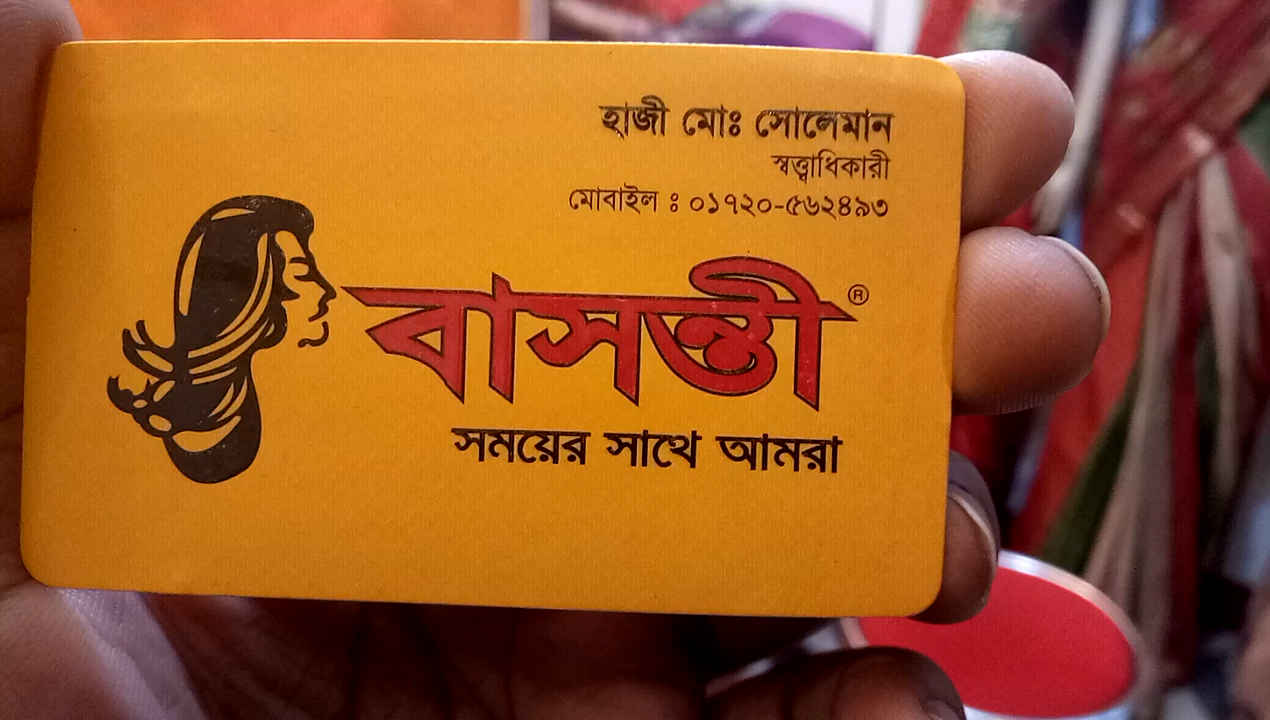 হাজী মোঃ সোলেমান
স্বত্ত্বাধিকারী
মোবাইল : ০১৭২০-৫৬২৪৯৩
বাসন্তী ®
সময়ের সাথে আমরা